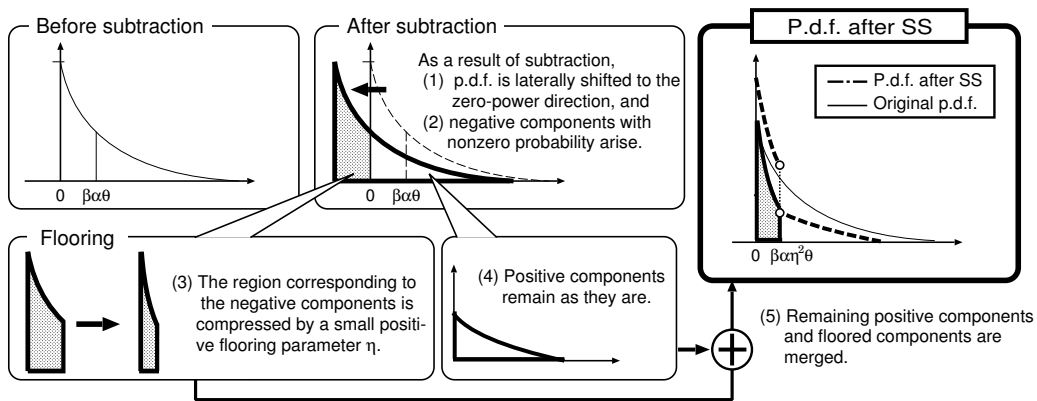 Before subtraction
0 βαθ
After subtraction
As a result of subtraction,
(1) p.d.f. is laterally shifted to the
zero-power direction, and
(2) negative components with
nonzero probability arise.
0 βαθ
P.d.f. after SS
P.d.f. after SS
Original p.d.f.
0 βαη²θ
Flooring
(3) The region corresponding to
the negative components is
compressed by a small positi-
ve flooring parameter η.
(4) Positive components
remain as they are.
(5) Remaining positive components
and floored components are
merged.